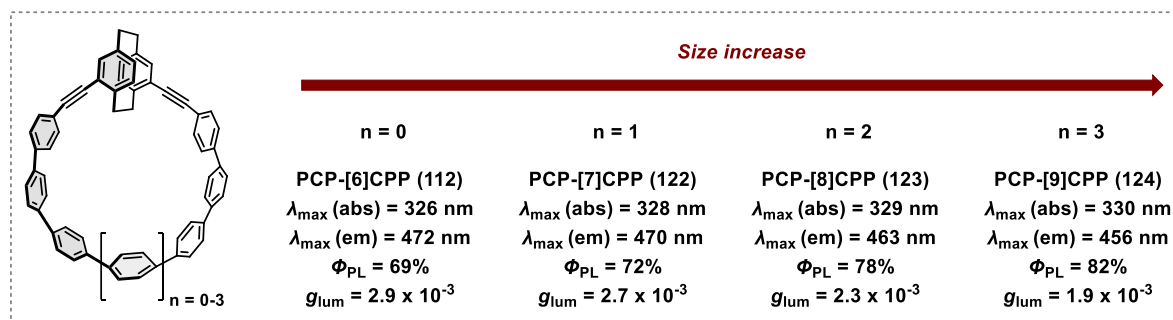 Size increase
n = 0 n = 1 n = 2 n = 3
PCP-[6]CPP (112) PCP-[7]CPP (122) PCP-[8]CPP (123) PCP-[9]CPP (124)
λmax (abs) = 326 nm λmax (abs) = 328 nm λmax (abs) = 329 nm λmax (abs) = 330 nm
λmax (em) = 472 nm λmax (em) = 470 nm λmax (em) = 463 nm λmax (em) = 456 nm
ΦPL = 69% ΦPL = 72% ΦPL = 78% ΦPL = 82%
glum = 2.9 x 10-3 glum = 2.7 x 10-3 glum = 2.3 x 10-3 glum = 1.9 x 10-3
n = 0-3